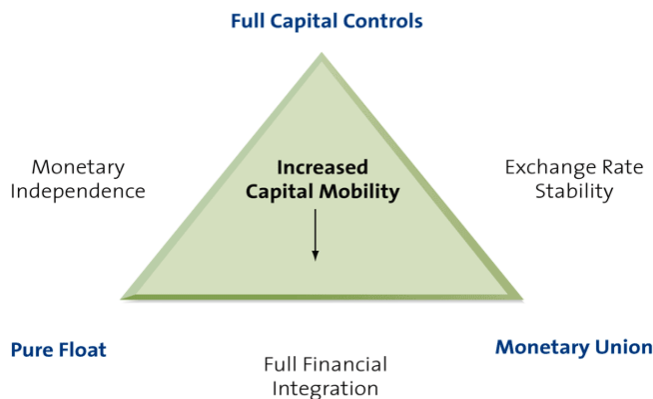 Full Capital Controls
Monetary
Independence
Increased
Capital Mobility
Exchange Rate
Stability
Pure Float
Full Financial
Integration
Monetary Union